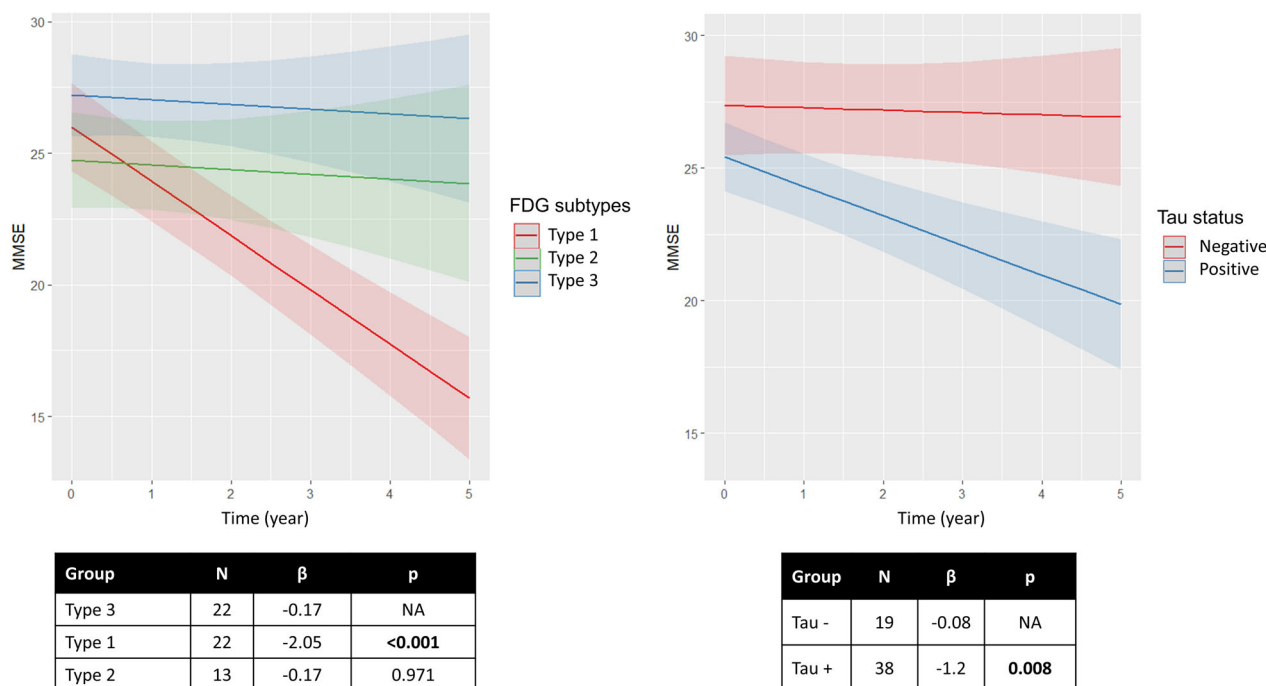 30
25
20
15
MMSE
0 1 2 3 4 5
Time (year)
FDG subtypes
Type 1
Type 2
Type 3
Group N β p
Type 3 22 -0.17 NA
Type 1 22 -2.05 <0.001
Type 2 13 -0.17 0.971
30
25
20
15
MMSE
0 1 2 3 4 5
Time (year)
Tau status
Negative
Positive
Group N β p
Tau - 19 -0.08 NA
Tau + 38 -1.2 0.008